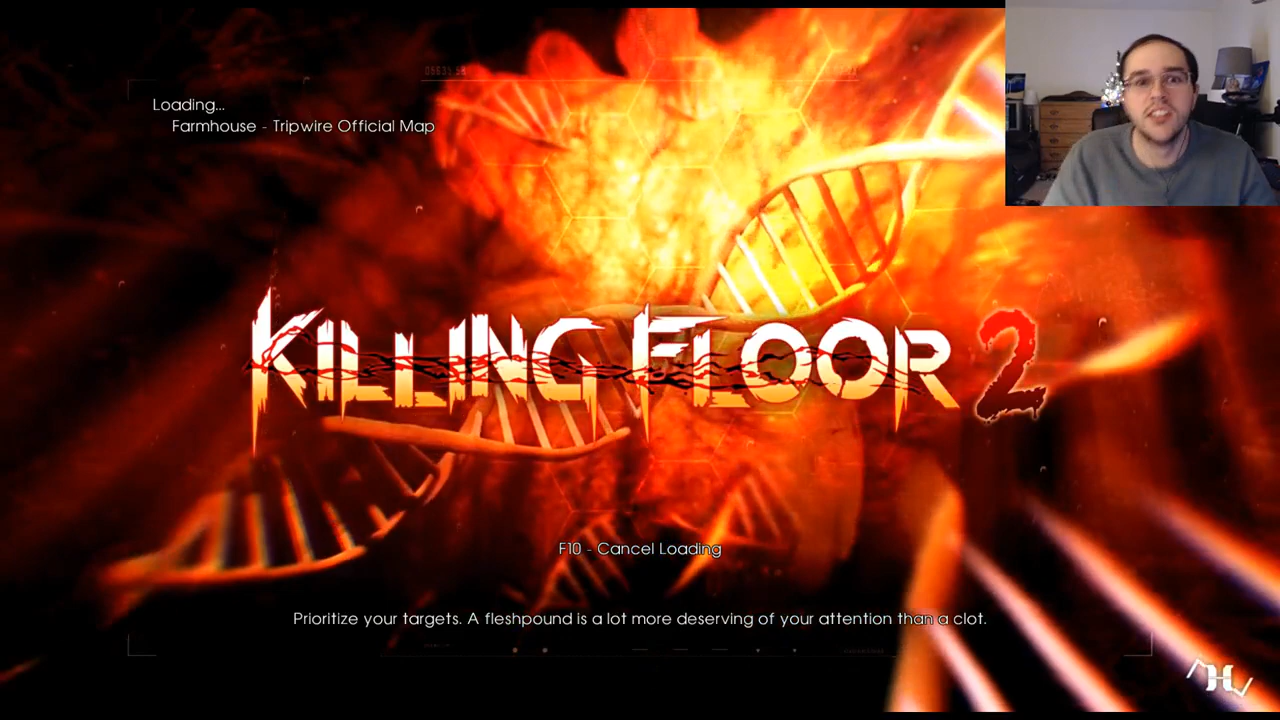 Loading...
Farmhouse - Tripwire Official Map
KILLING FLOOR 2
F10 - Cancel Loading
Prioritize your targets. A fleshpound is a lot more deserving of your attention than a clot.